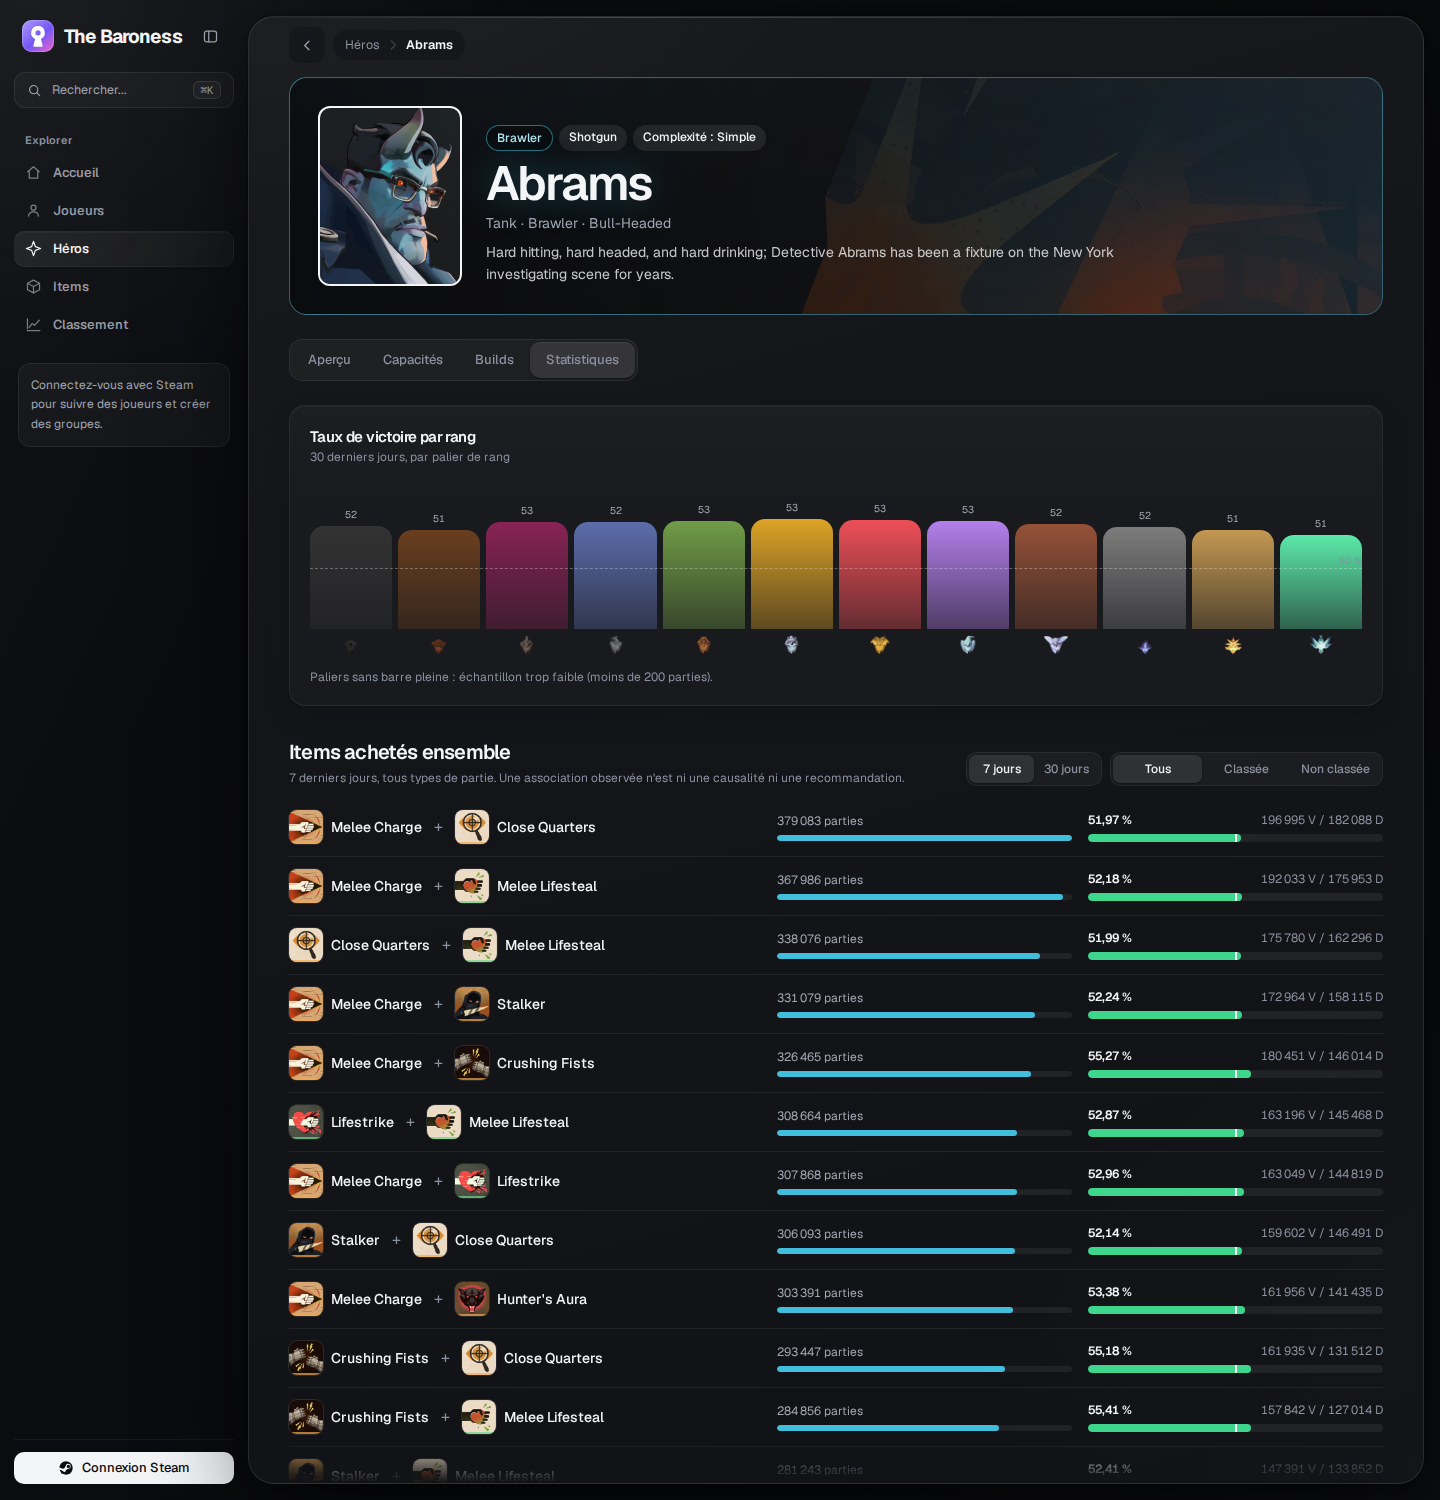 The Baroness
Rechercher...
⌘K
Explorer
Accueil
Joueurs
Héros
Items
Classement
Connectez-vous avec Steam
pour suivre des joueurs et créer
des groupes.
Connexion Steam
Héros
Abrams
Brawler
Shotgun
Complexité : Simple
Abrams
Tank · Brawler · Bull-Headed
Hard hitting, hard headed, and hard drinking; Detective Abrams has been a fixture on the New York
investigating scene for years.
Aperçu
Capacités
Builds
Statistiques
Taux de victoire par rang
30 derniers jours, par palier de rang
52 51 53 52 53 53 53 53 52 52 51 51
Paliers sans barre pleine : échantillon trop faible (moins de 200 parties).
Items achetés ensemble
7 derniers jours, tous types de partie. Une association observée n'est ni une causalité ni une recommandation.
7 jours
30 jours
Tous
Classée
Non classée
Melee Charge + Close Quarters 379 083 parties 51,97 % 196 995 V / 182 088 D
Melee Charge + Melee Lifesteal 367 986 parties 52,18 % 192 033 V / 175 953 D
Close Quarters + Melee Lifesteal 338 076 parties 51,99 % 175 780 V / 162 296 D
Melee Charge + Stalker 331 079 parties 52,24 % 172 964 V / 158 115 D
Melee Charge + Crushing Fists 326 465 parties 55,27 % 180 451 V / 146 014 D
Lifestrike + Melee Lifesteal 308 664 parties 52,87 % 163 196 V / 145 468 D
Melee Charge + Lifestrike 307 868 parties 52,96 % 163 049 V / 144 819 D
Stalker + Close Quarters 306 093 parties 52,14 % 159 602 V / 146 491 D
Melee Charge + Hunter's Aura 303 391 parties 53,38 % 161 956 V / 141 435 D
Crushing Fists + Close Quarters 293 447 parties 55,18 % 161 935 V / 131 512 D
Crushing Fists + Melee Lifesteal 284 856 parties 55,41 % 157 842 V / 127 014 D
Stalker + Melee Lifesteal 281 243 parties 52,41 % 147 391 V / 133 852 D